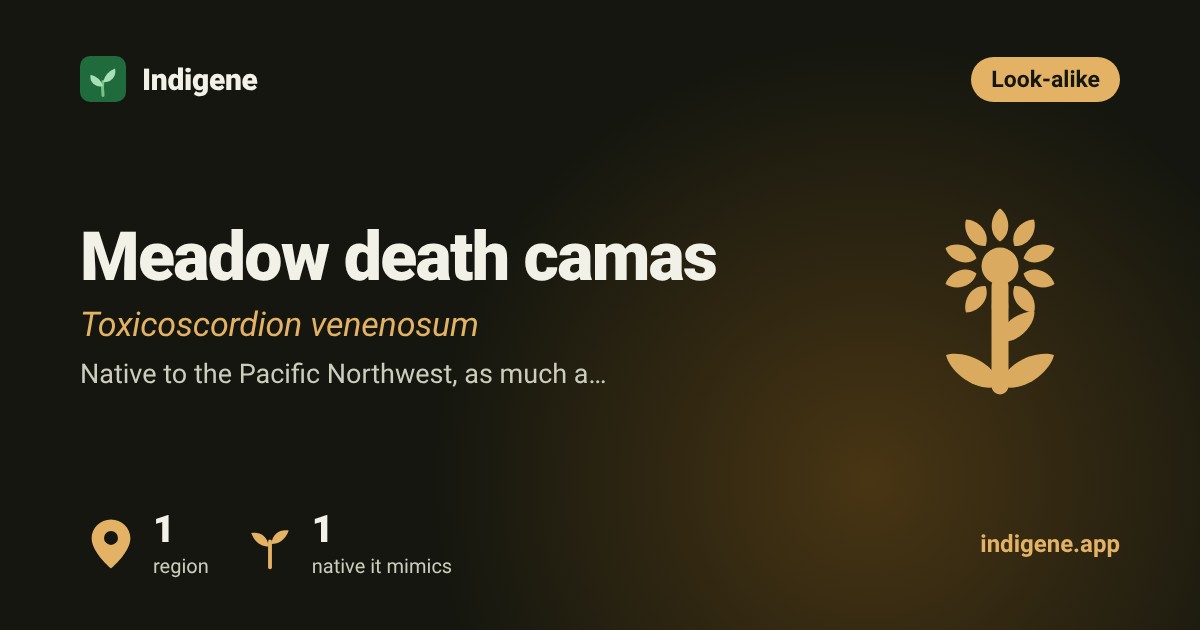 Indigene
Look-alike
Meadow death camas
Toxicoscordion venenosum
Native to the Pacific Northwest, as much a…
1
region
1
native it mimics
indigene.app